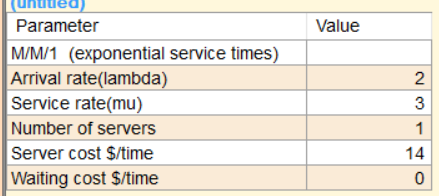 (untitled)
Parameter Value
M/M/1 (exponential service times)
Arrival rate(lambda) 2
Service rate(mu) 3
Number of servers 1
Server cost $/time 14
Waiting cost $/time 0